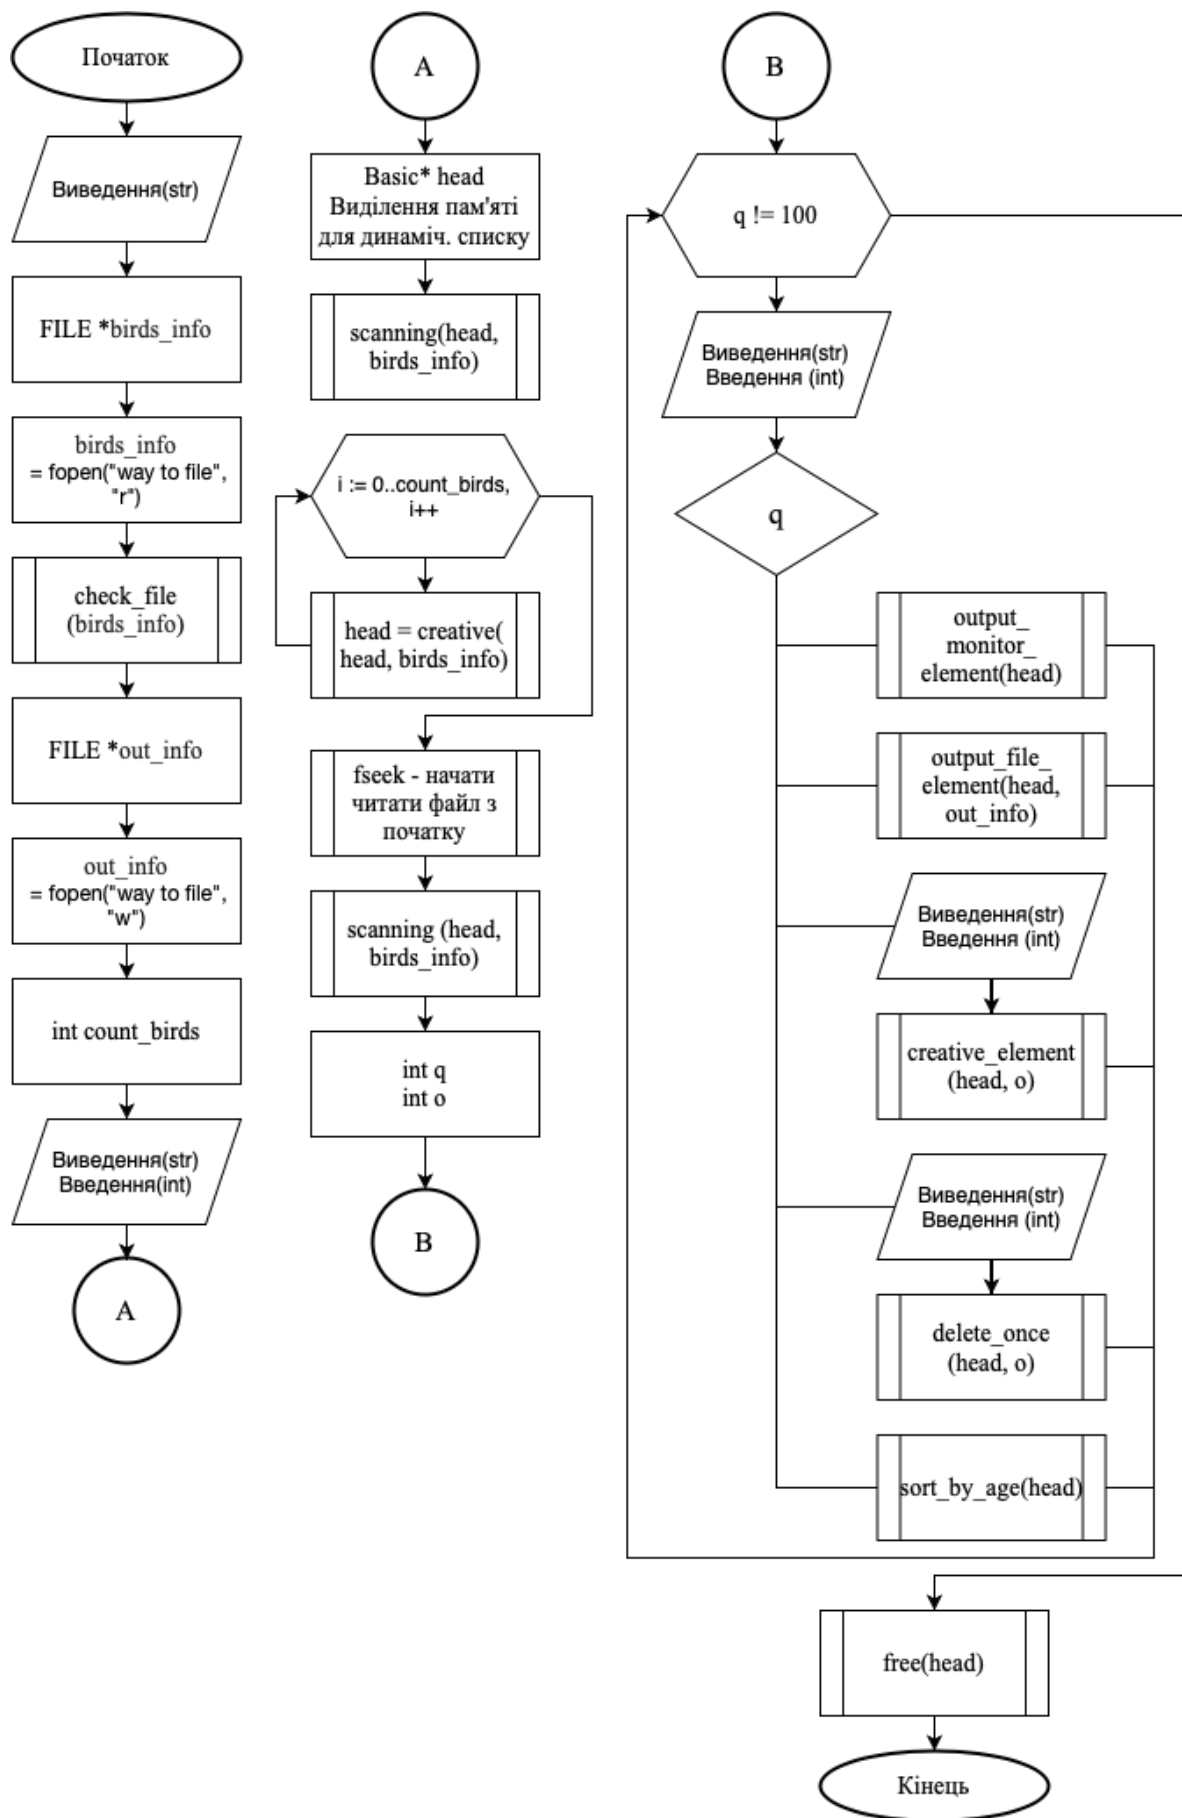 Початок
Виведення(str)
FILE *birds_info
birds_info
= fopen("way to file",
"r")
check_file
(birds_info)
FILE *out_info
out_info
= fopen("way to file",
"w")
int count_birds
Виведення(str)
Введення(int)
A
A
Basic* head
Виділення пам'яті
для динаміч. списку
scanning(head,
birds_info)
i := 0..count_birds,
i++
head = creative(
head, birds_info)
fseek - начати
читати файл з
початку
scanning (head,
birds_info)
int q
int o
B
B
q != 100
Виведення(str)
Введення (int)
q
output_
monitor_
element(head)
output_file_
element(head,
out_info)
Виведення(str)
Введення (int)
creative_element
(head, o)
Виведення(str)
Введення (int)
delete_once
(head, o)
sort_by_age(head)
free(head)
Кінець